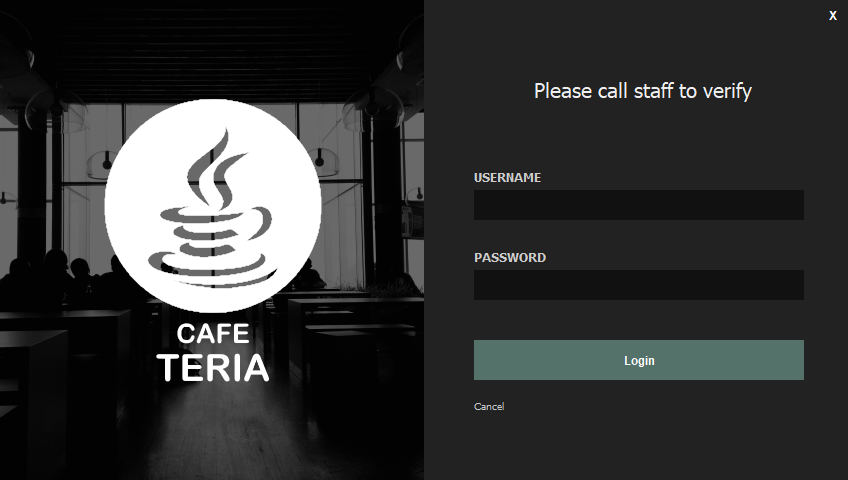 X
Please call staff to verify
USERNAME
PASSWORD
Login
Cancel
CAFE
TERIA